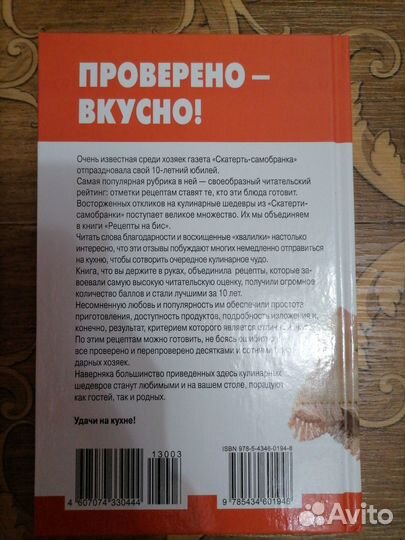 ПРОВЕРЕНО –
ВКУСНО!
Очень известная среди хозяек газета «Скатерть-самобранка»
отпраздновала свой 10-летний юбилей.
Самая популярная рубрика в ней — своеобразный читательский
рейтинг: отметки рецептам ставят те, кто эти блюда готовит.
Восторженных откликов на кулинарные шедевры из «Скатерти-
самобранки» поступает великое множество. Их мы объединяем
в книги «Рецепты на бис».
Читать слова благодарности и восхищенные «хвалилки» настолько
интересно, что эти отзывы побуждают многих немедленно отправиться
на кухню, чтобы сотворить очередное кулинарное чудо.
Книга, что вы держите в руках, объединила рецепты, которые за-
воевали самую высокую читательскую оценку, получили огромное
количество баллов и стали лучшими за 10 лет.
Несомненную любовь и популярность им обеспечили простота
приготовления, доступность продуктов, подробность изложения и,
конечно, результат, критерием которого является
По этим рецептам можно готовить, не боясь
все проверено и перепроверено десятками и сотнями
дарных хозяек.
Наверняка большинство приведенных здесь кулинарных
шедевров станут любимыми и на вашем столе, порадуют
как гостей, так и родных.
Удачи на кухне!
13003
4 607074 330444
ISBN 978-5-4346-0194-8
9 785434 601948
Avito